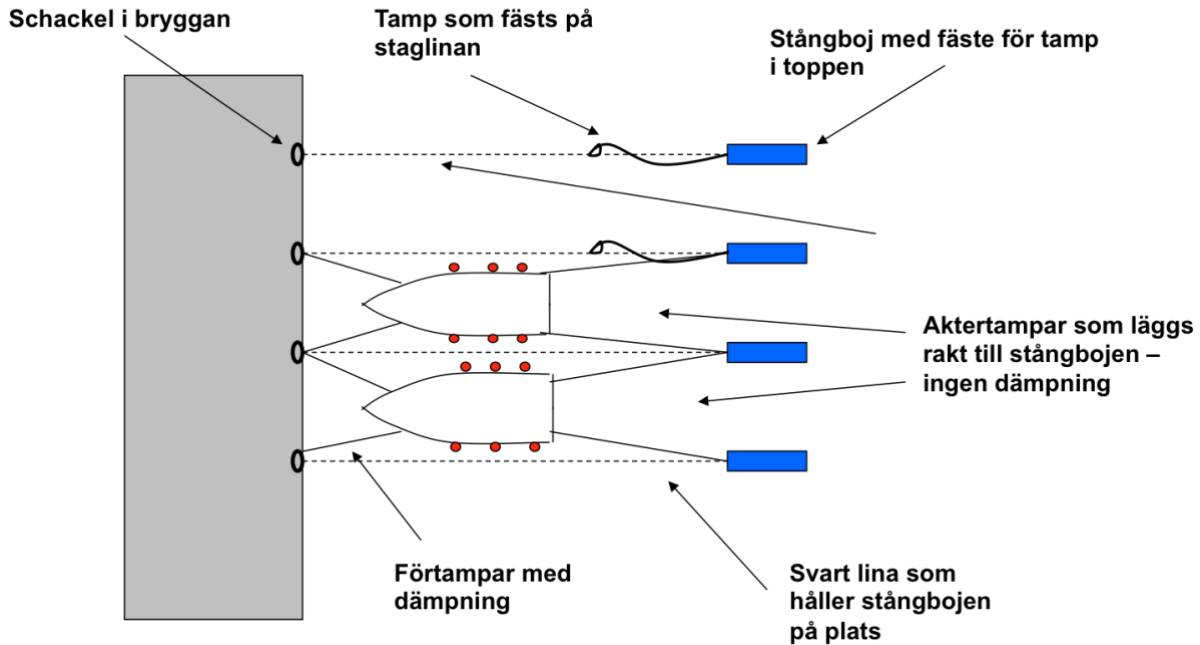 Schackel i bryggan
Tamp som fästs på
staglinan
Stångboj med fäste för tamp
i toppen
Aktertampar som läggs
rakt till stångbojen –
ingen dämpning
Förtampar med
dämpning
Svart lina som
håller stångbojen
på plats